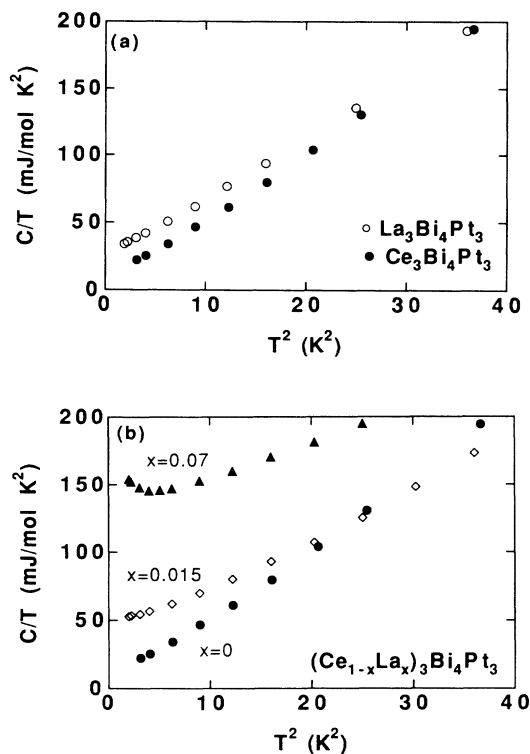 (a)
200
150
100
50
0
C/T (mJ/mol K²)
○ La₃Bi₄Pt₃
● Ce₃Bi₄Pt₃
0 10 20 30 40
T² (K²)
(b)
200
150
100
50
0
C/T (mJ/mol K²)
x=0.07
x=0.015
x=0
(Ce₁₋ₓLaₓ)₃Bi₄Pt₃
0 10 20 30 40
T² (K²)